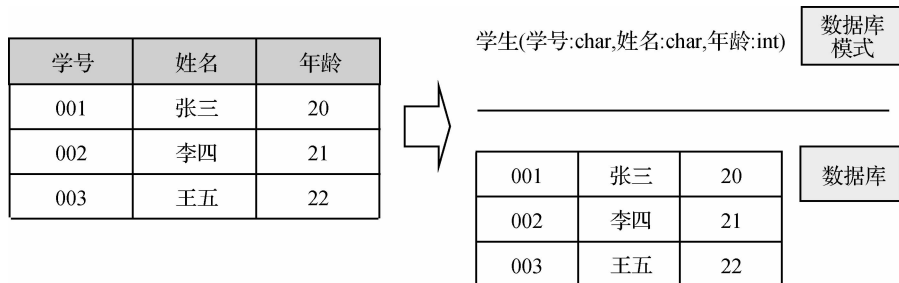 学号 姓名 年龄
001 张三 20
002 李四 21
003 王五 22
学生(学号:char,姓名:char,年龄:int)
数据库
模式
001 张三 20
002 李四 21
003 王五 22
数据库